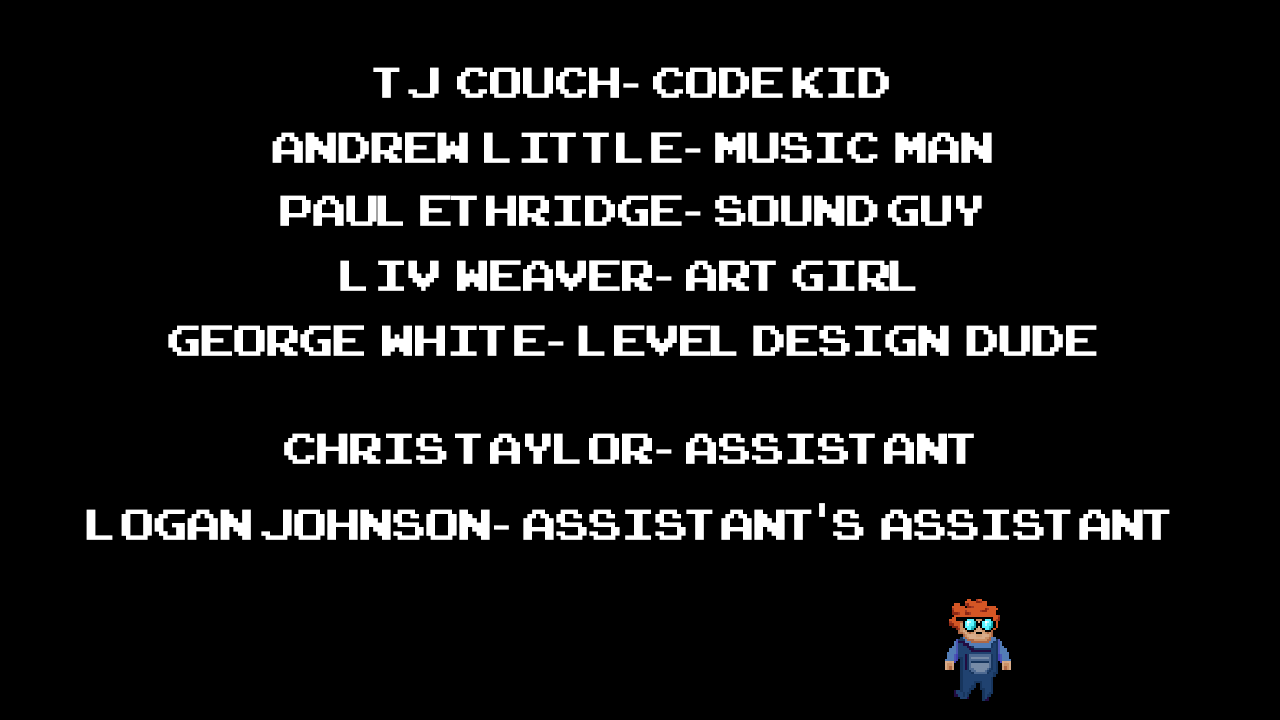 TJ COUCH- CODE KID
ANDREW LITTLE- MUSIC MAN
PAUL ETHRIDGE- SOUND GUY
LIV WEAVER- ART GIRL
GEORGE WHITE- LEVEL DESIGN DUDE
CHRIS TAYLOR- ASSISTANT
LOGAN JOHNSON- ASSISTANT'S ASSISTANT